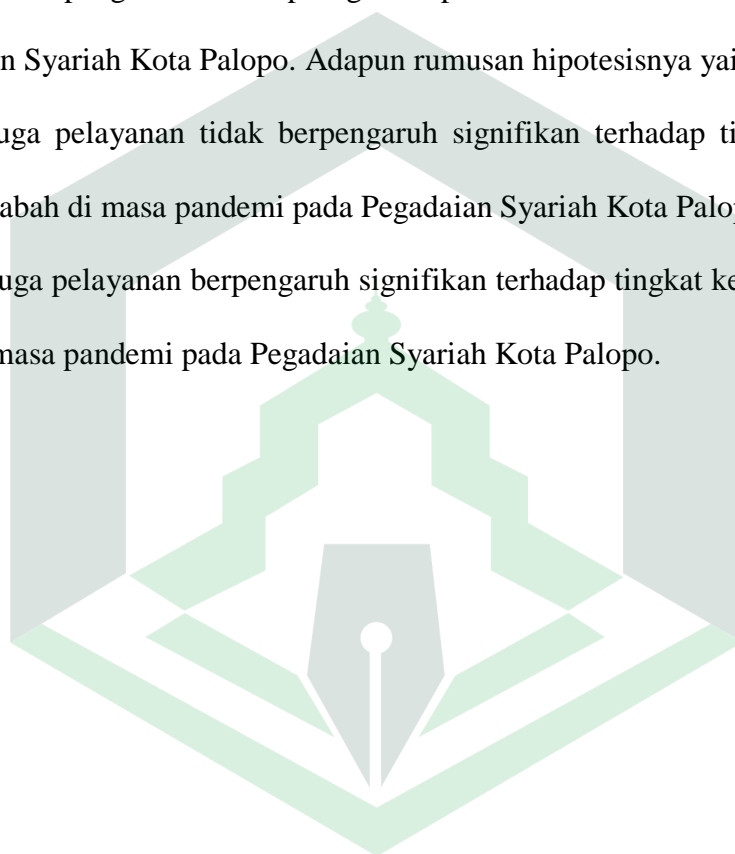 n Syariah Kota Palopo. Adapun rumusan hipotesisnya yai
uga pelayanan tidak berpengaruh signifikan terhadap ti
abah di masa pandemi pada Pegadaian Syariah Kota Palo
uga pelayanan berpengaruh signifikan terhadap tingkat ke
masa pandemi pada Pegadaian Syariah Kota Palopo.